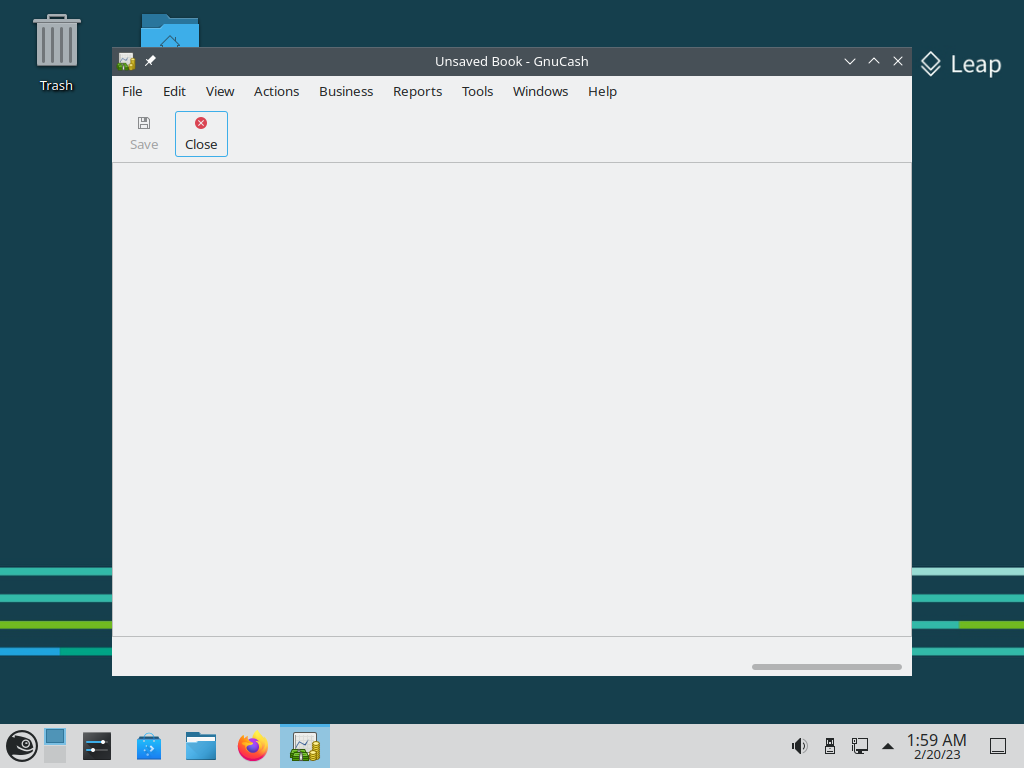 Trash
Leap
Unsaved Book - GnuCash
File Edit View Actions Business Reports Tools Windows Help
Save Close
1:59 AM
2/20/23